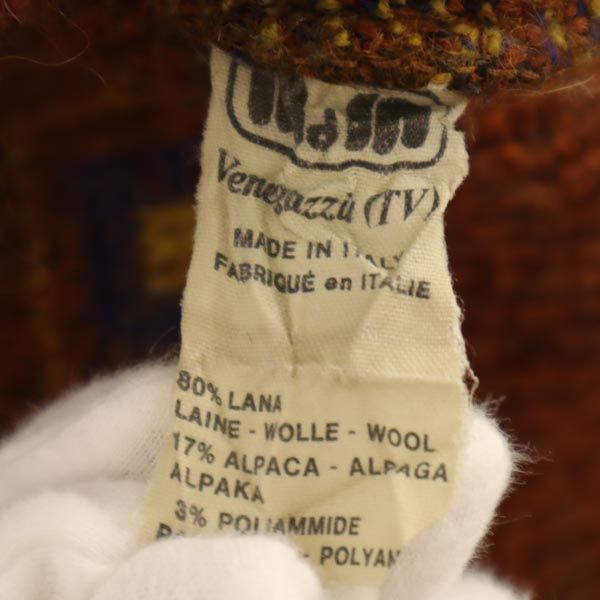 Venegazzù (TV)
MADE IN ITALY
FABRIQUÉ en ITALIE
80% LANA
LAINE - WOLLE - WOOL
17% ALPACA - ALPAGA
ALPAKA
3% POLIAMMIDE